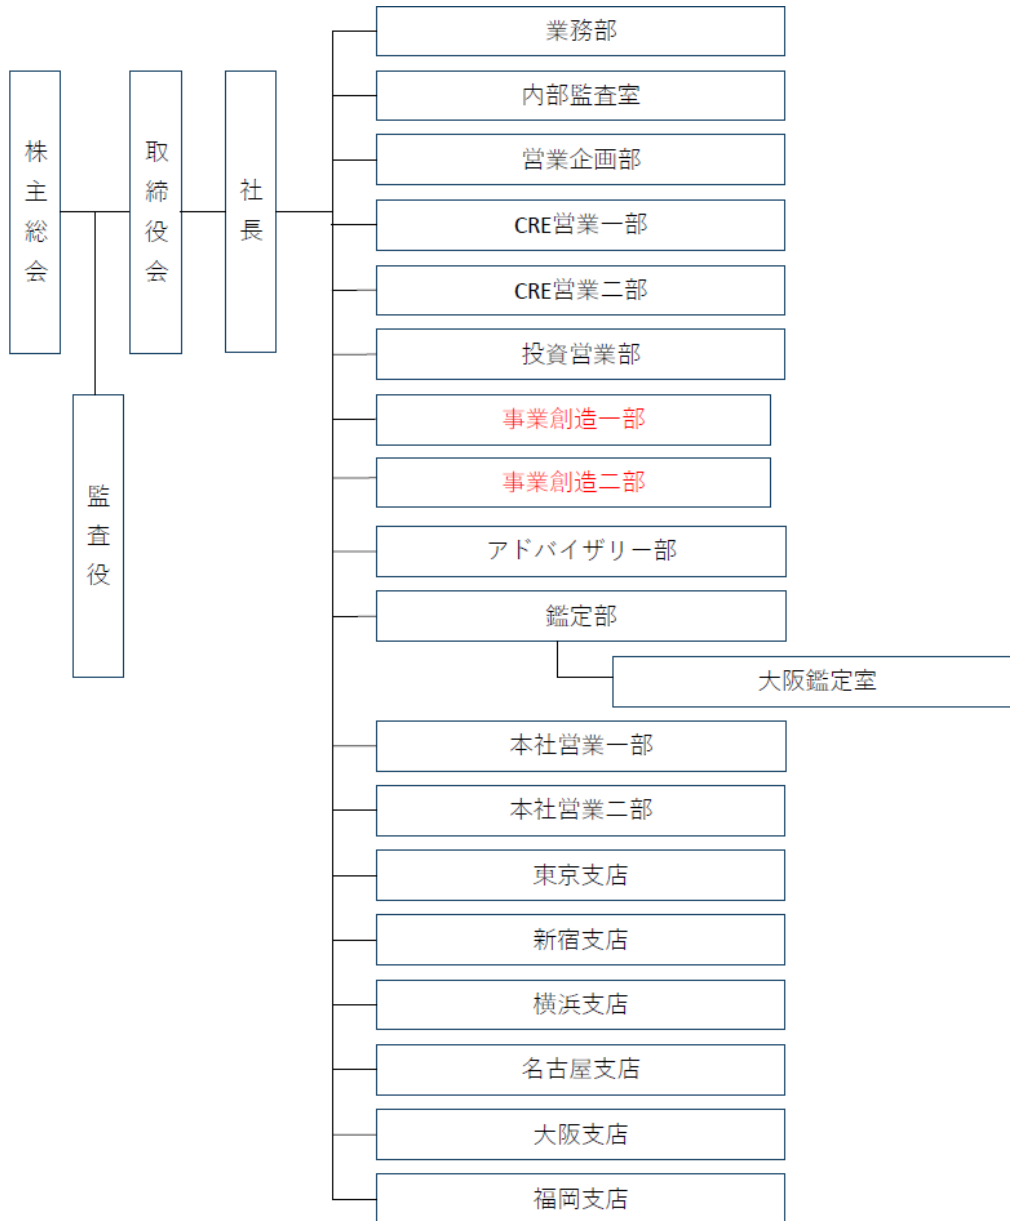 株主総会
取締役会
社長
監査役
業務部
内部監査室
営業企画部
CRE営業一部
CRE営業二部
投資営業部
事業創造一部
事業創造二部
アドバイザリー部
鑑定部
大阪鑑定室
本社営業一部
本社営業二部
東京支店
新宿支店
横浜支店
名古屋支店
大阪支店
福岡支店